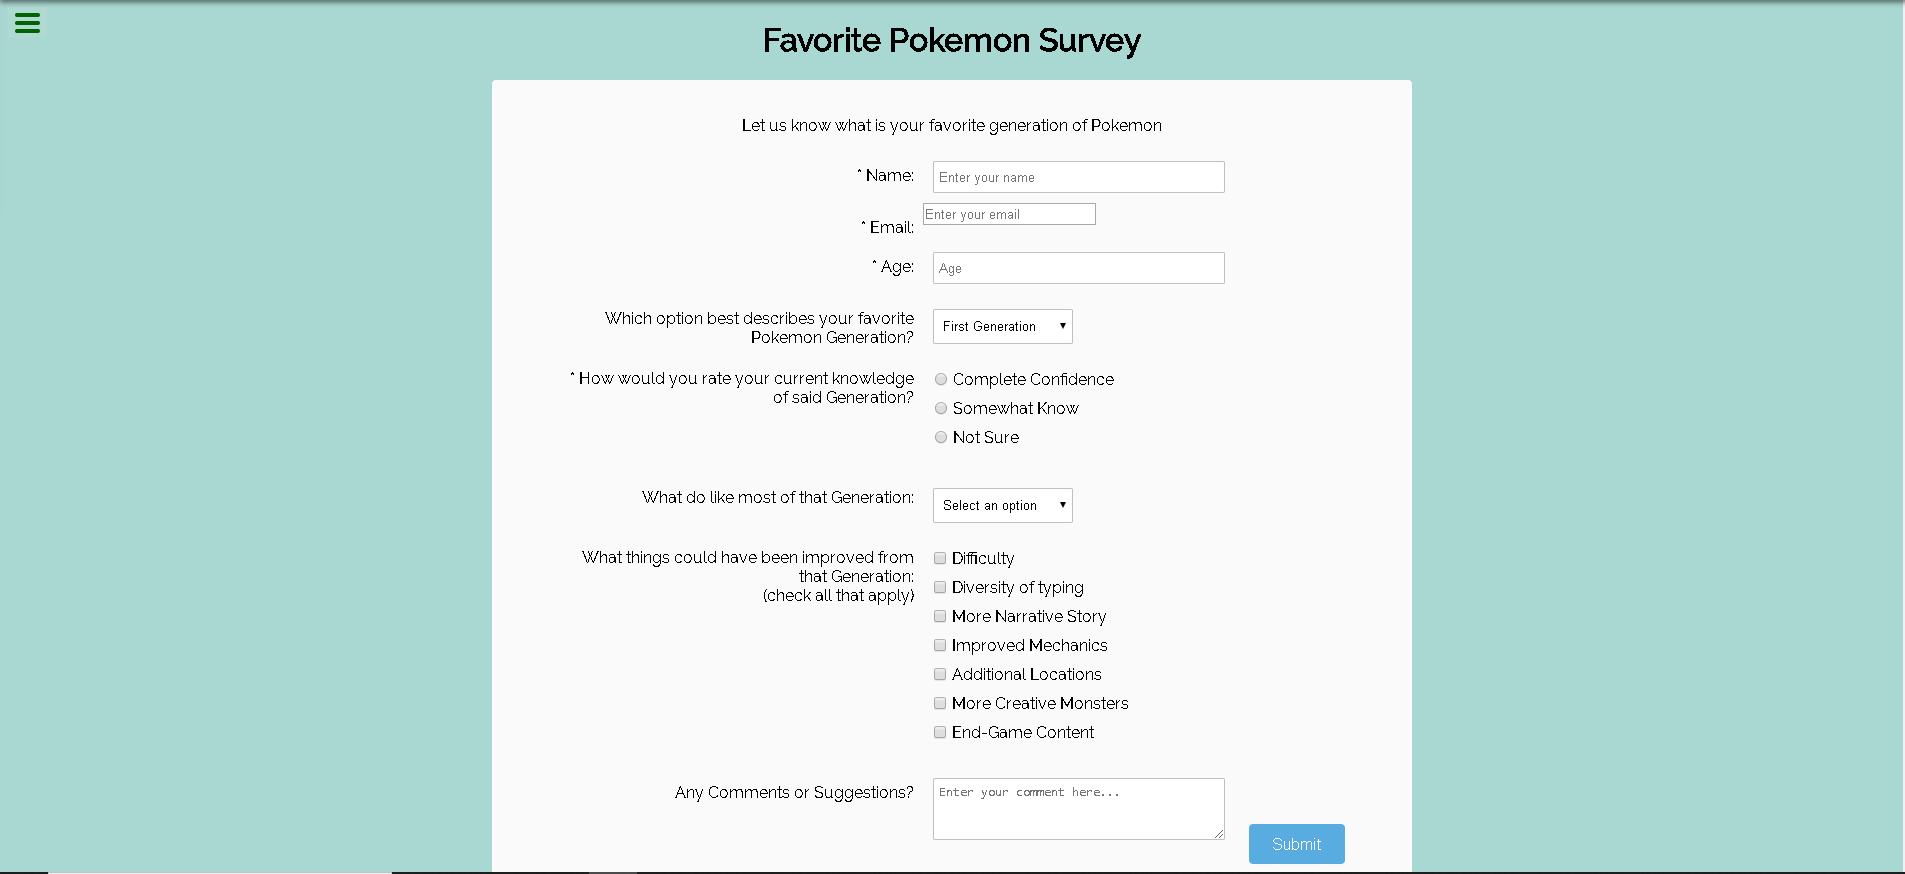 Favorite Pokemon Survey
Let us know what is your favorite generation of Pokemon
* Name:
Enter your name
* Email:
Enter your email
* Age:
Age
Which option best describes your favorite
Pokemon Generation?
First Generation
* How would you rate your current knowledge
of said Generation?
Complete Confidence
Somewhat Know
Not Sure
What do like most of that Generation:
Select an option
What things could have been improved from
that Generation:
(check all that apply)
Difficulty
Diversity of typing
More Narrative Story
Improved Mechanics
Additional Locations
More Creative Monsters
End-Game Content
Any Comments or Suggestions?
Enter your comment here...
Submit